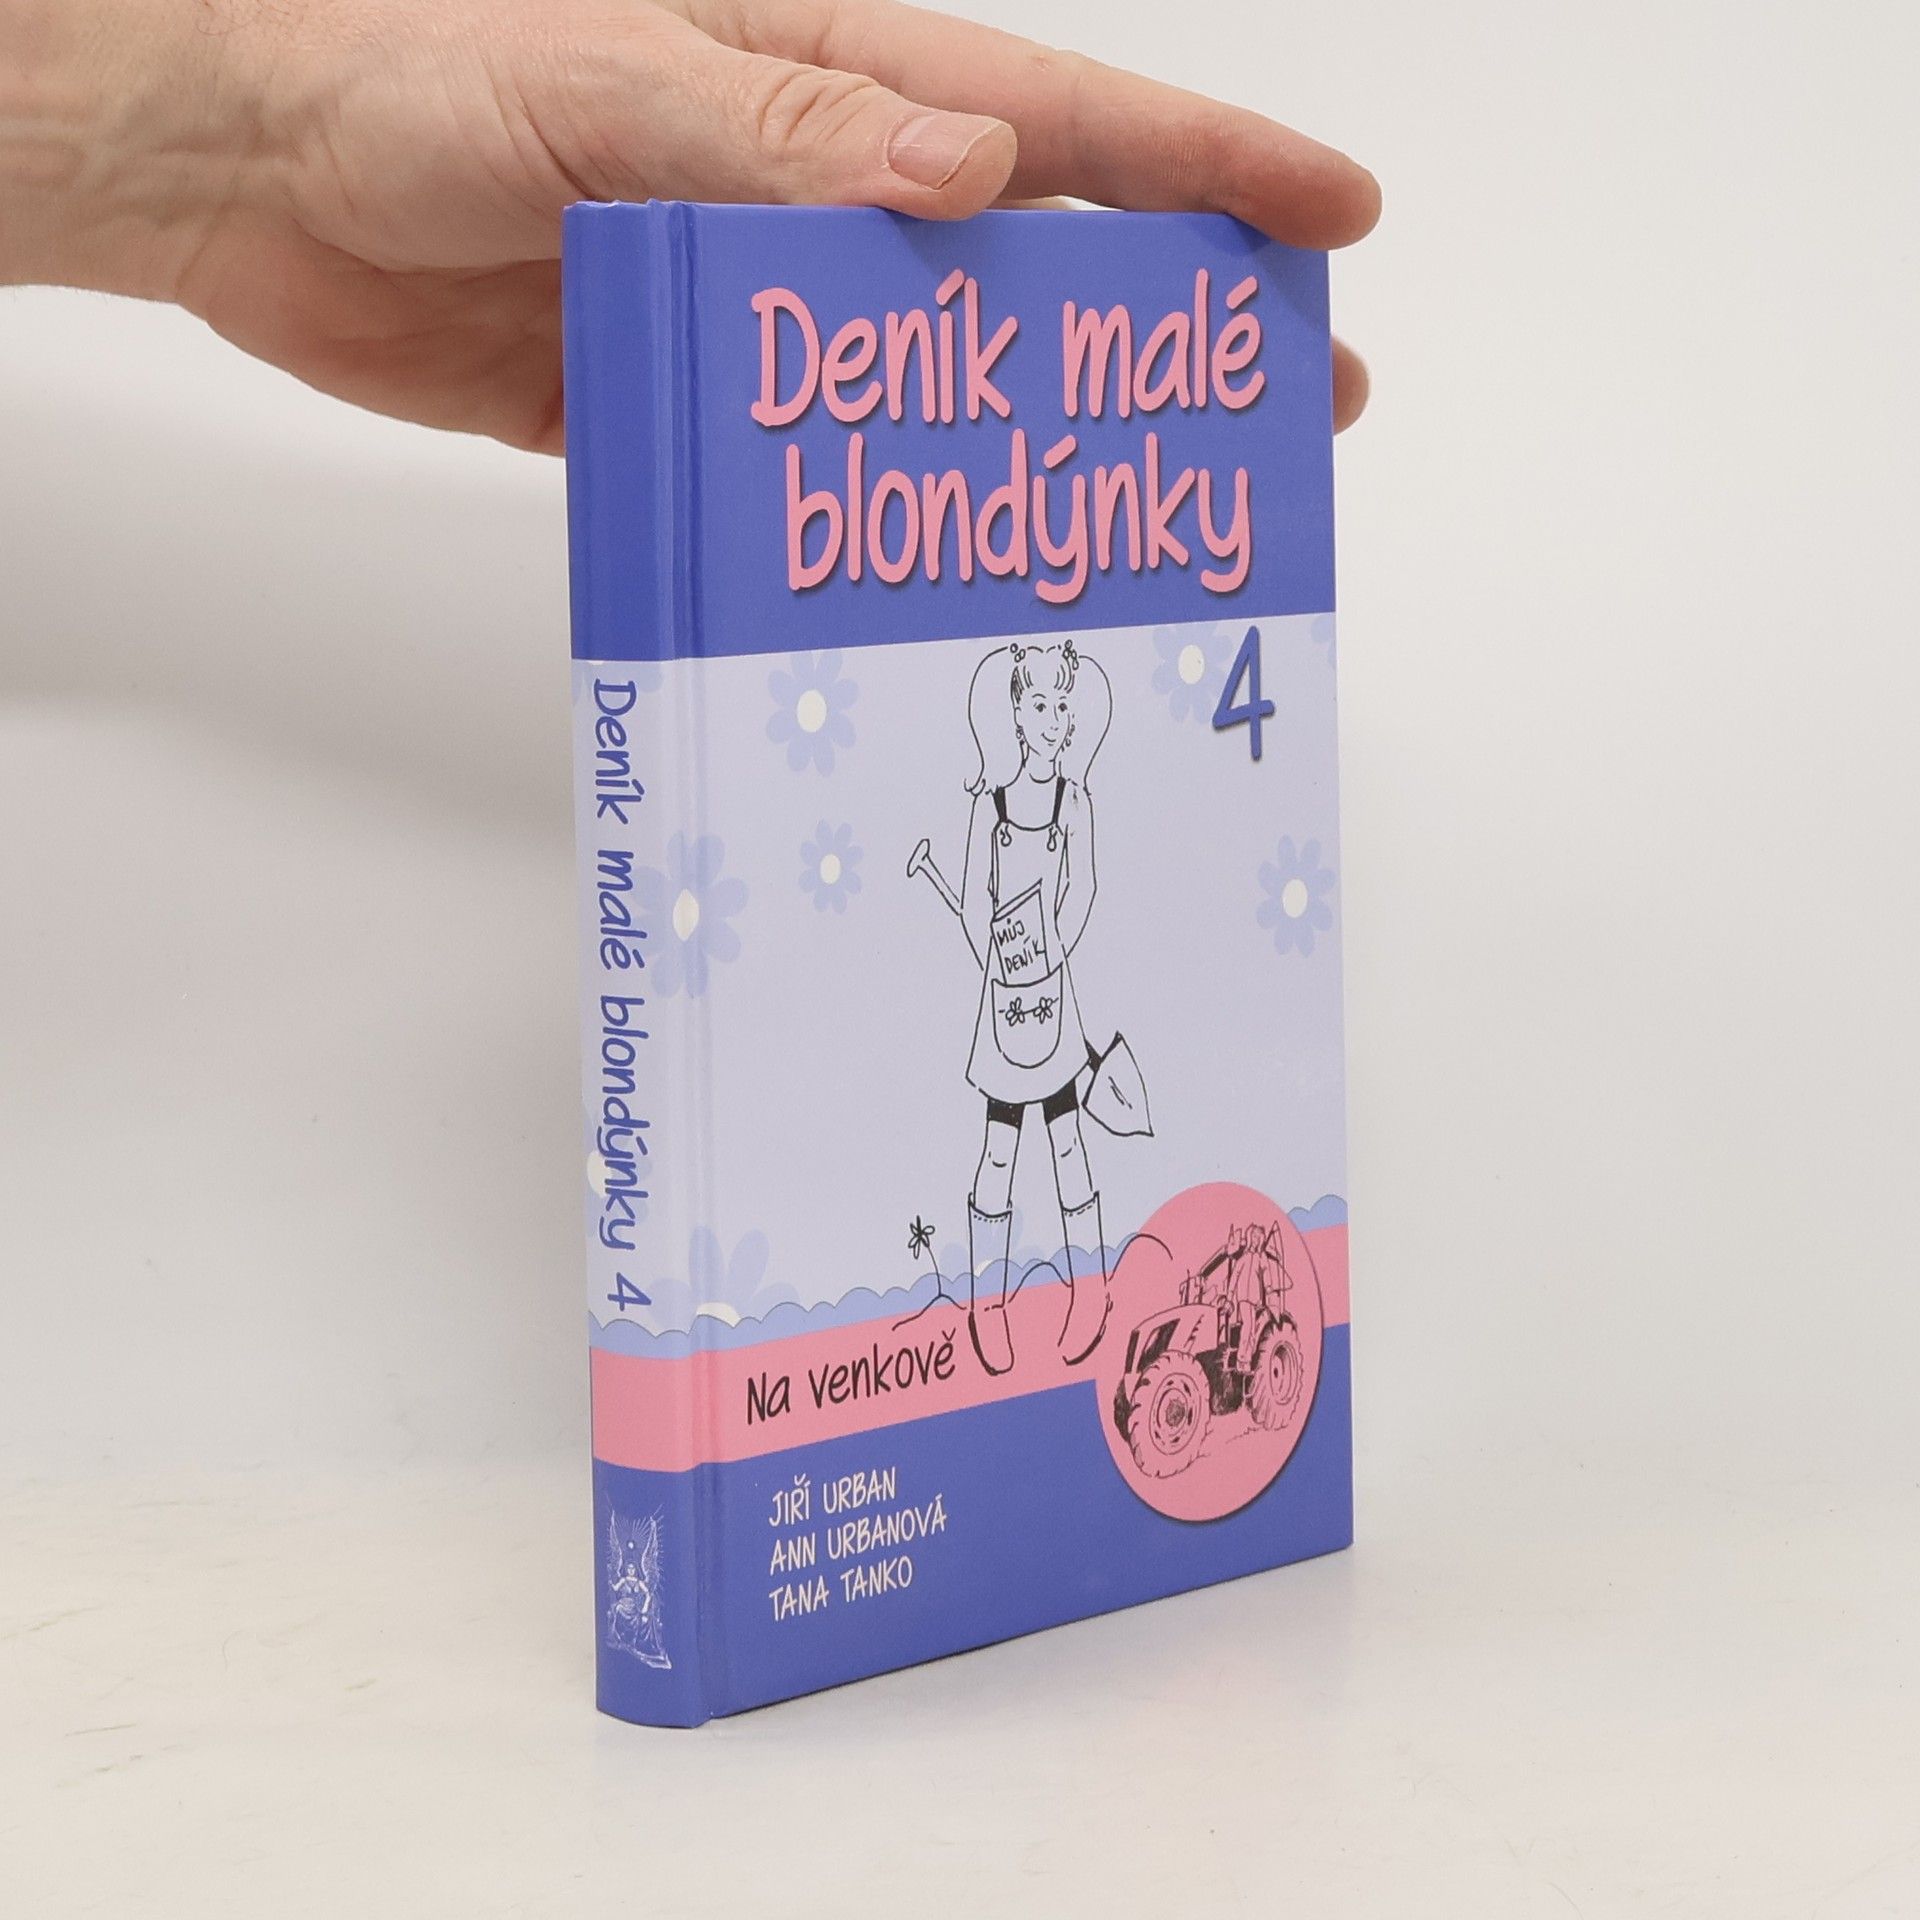 Deník malé
blondýnky
4
MŮJ
DENÍK
Na venkově
JIŘÍ URBAN
ANN URBANOVÁ
TANA TANKO
Deník malé blondýnky 4